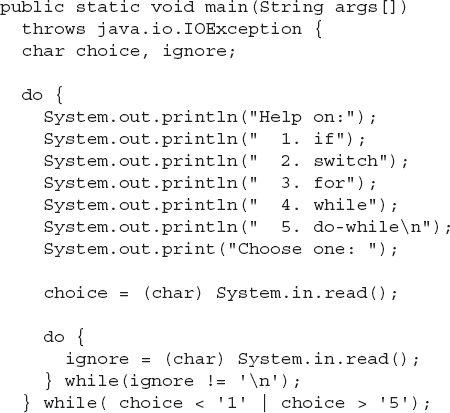 public static void main(String args[])
  throws java.io.IOException {
  char choice, ignore;

  do {
    System.out.println("Help on:");
    System.out.println("  1. if");
    System.out.println("  2. switch");
    System.out.println("  3. for");
    System.out.println("  4. while");
    System.out.println("  5. do-while\n");
    System.out.print("Choose one: ");

    choice = (char) System.in.read();

    do {
      ignore = (char) System.in.read();
    } while(ignore != '\n');
  } while( choice < '1' | choice > '5');